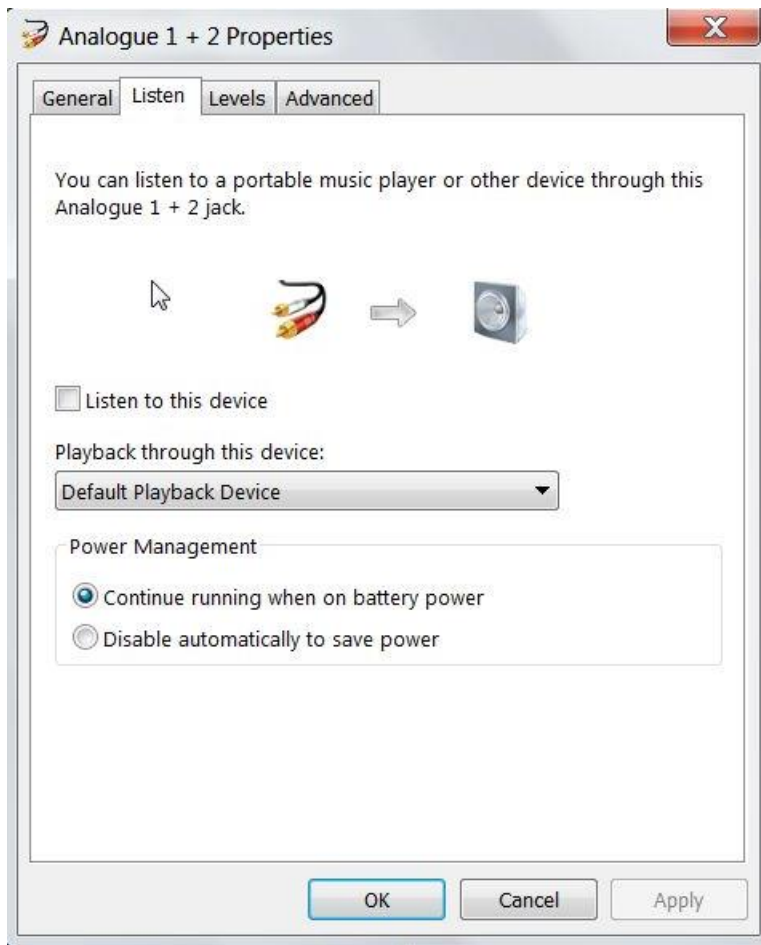 Analogue 1 + 2 Properties
General Listen Levels Advanced
You can listen to a portable music player or other device through this
Analogue 1 + 2 jack.
Listen to this device
Playback through this device:
Default Playback Device
Power Management
Continue running when on battery power
Disable automatically to save power
OK Cancel Apply